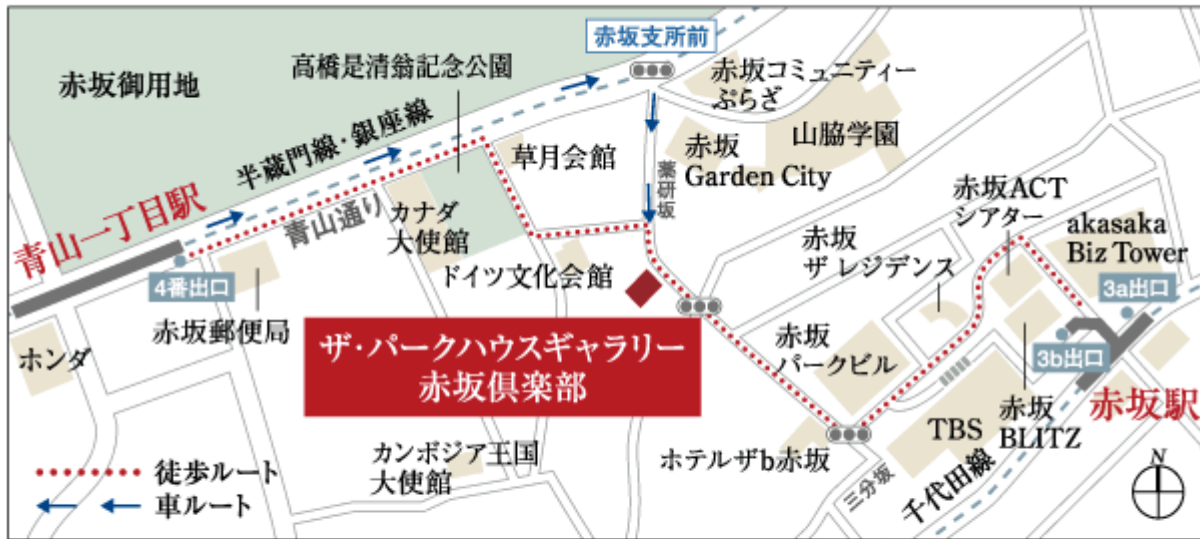 赤坂支所前
高橋是清翁記念公園
赤坂御用地
赤坂コミュニティー
ぷらざ
半蔵門線・銀座線
草月会館
赤坂
Garden City
山脇学園
薬研坂
青山一丁目駅
青山通り
カナダ
大使館
赤坂ACT
シアター
akasaka
Biz Tower
赤坂
ザ レジデンス
4番出口
ドイツ文化会館
3a出口
赤坂郵便局
ホンダ
ザ・パークハウスギャラリー
赤坂倶楽部
赤坂
パークビル
3b出口
赤坂駅
TBS
赤坂
BLITZ
カンボジア王国
大使館
ホテルザb赤坂
三分坂
千代田線
徒歩ルート
車ルート
N